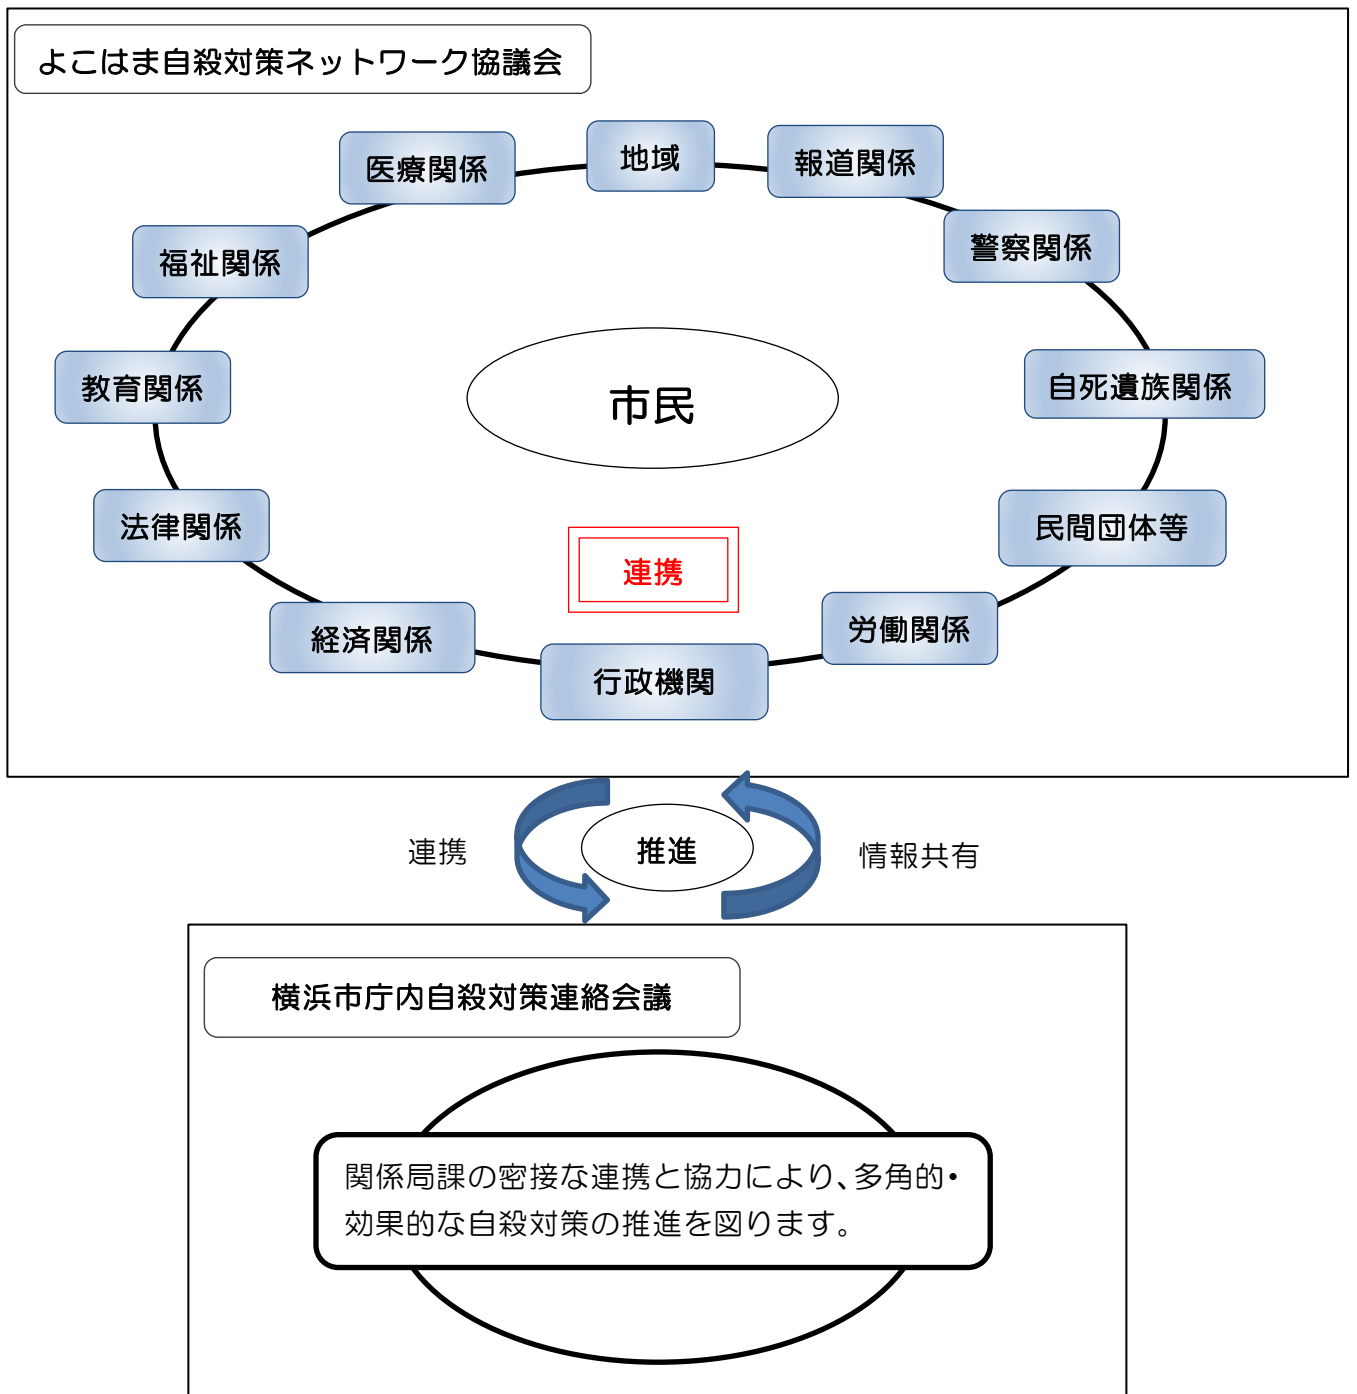 よこはま自殺対策ネットワーク協議会
地域
報道関係
医療関係
警察関係
福祉関係
教育関係
自死遺族関係
市民
法律関係
民間団体等
連携
経済関係
労働関係
行政機関
連携
推進
情報共有
横浜市庁内自殺対策連絡会議
関係局課の密接な連携と協力により、多角的・
効果的な自殺対策の推進を図ります。